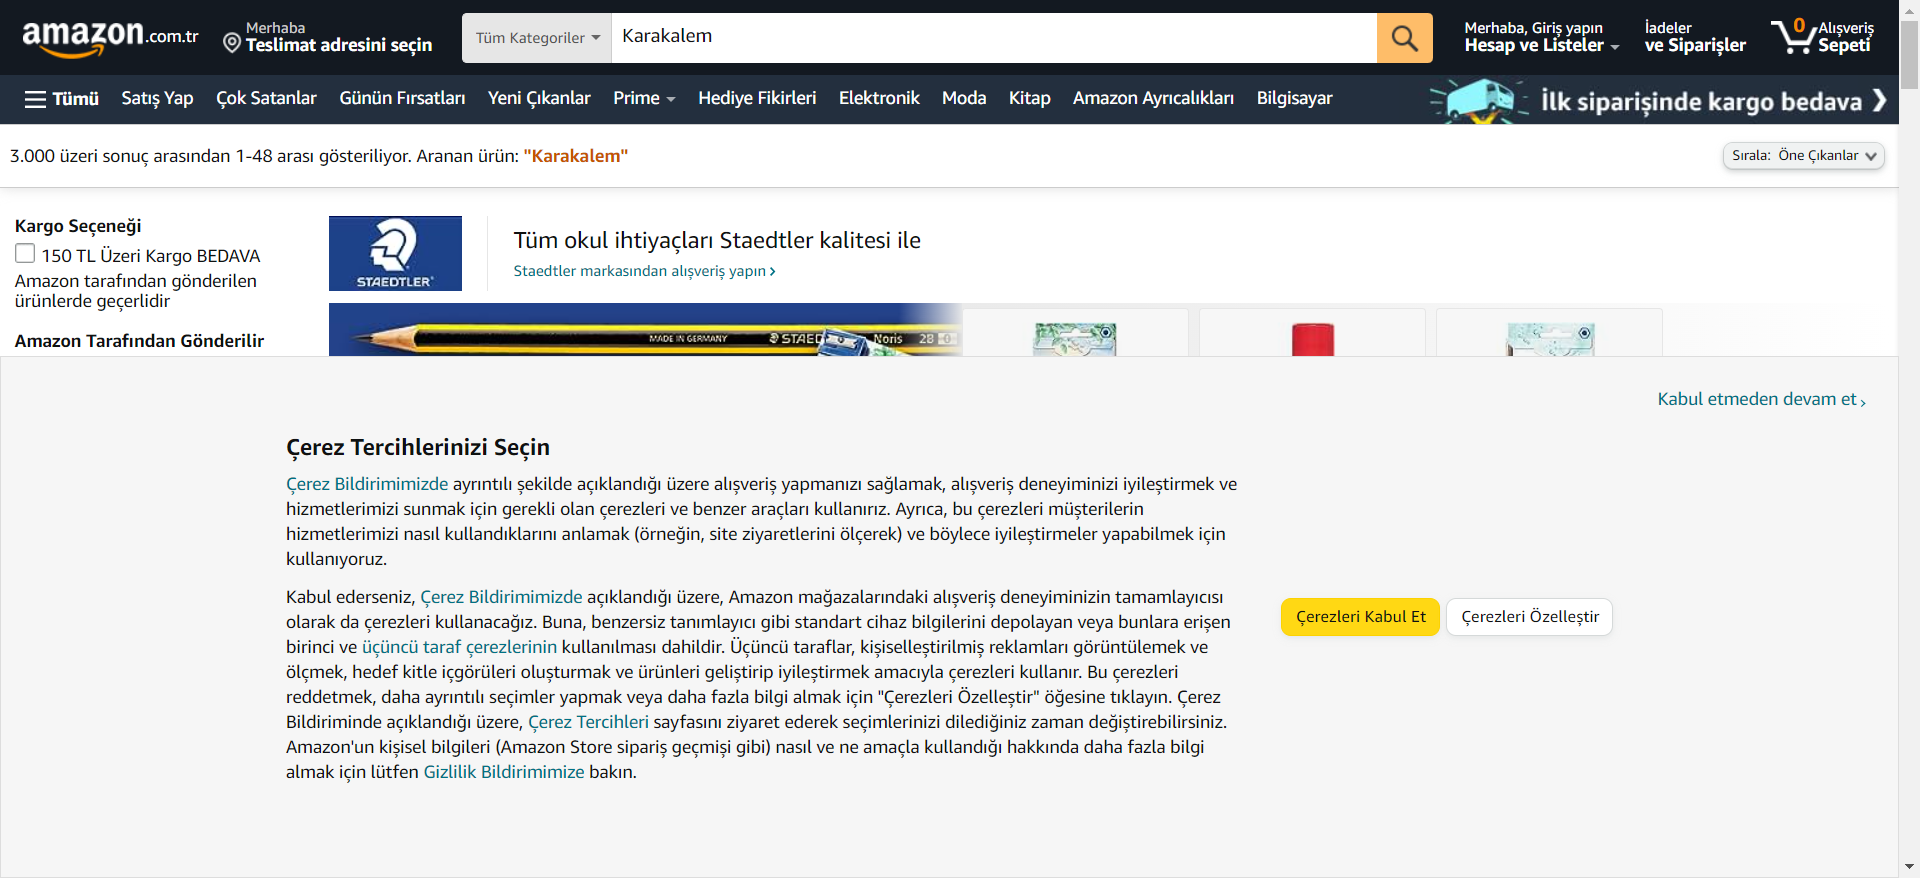 amazon.com.tr
Merhaba
Teslimat adresini seçin
Tüm Kategoriler
Karakalem
Merhaba, Giriş yapın
Hesap ve Listeler
İadeler
ve Siparişler
0
Alışveriş
Sepeti
Tümü
Satış Yap
Çok Satanlar
Günün Fırsatları
Yeni Çıkanlar
Prime
Hediye Fikirleri
Elektronik
Moda
Kitap
Amazon Ayrıcalıkları
Bilgisayar
İlk siparişinde kargo bedava ❯
3.000 üzeri sonuç arasından 1-48 arası gösteriliyor. Aranan ürün: "Karakalem"
Sırala: Öne Çıkanlar
Kargo Seçeneği
150 TL Üzeri Kargo BEDAVA
Amazon tarafından gönderilen
ürünlerde geçerlidir
Amazon Tarafından Gönderilir
STAEDTLER
Tüm okul ihtiyaçları Staedtler kalitesi ile
Staedtler markasından alışveriş yapın ›
MADE IN GERMANY
STAED
Noris
2B
Kabul etmeden devam et ›
Çerez Tercihlerinizi Seçin
Çerez Bildirimimizde ayrıntılı şekilde açıklandığı üzere alışveriş yapmanızı sağlamak, alışveriş deneyiminizi iyileştirmek ve
hizmetlerimizi sunmak için gerekli olan çerezleri ve benzer araçları kullanırız. Ayrıca, bu çerezleri müşterilerin
hizmetlerimizi nasıl kullandıklarını anlamak (örneğin, site ziyaretlerini ölçerek) ve böylece iyileştirmeler yapabilmek için
kullanıyoruz.
Kabul ederseniz, Çerez Bildirimimizde açıklandığı üzere, Amazon mağazalarındaki alışveriş deneyiminizin tamamlayıcısı
olarak da çerezleri kullanacağız. Buna, benzersiz tanımlayıcı gibi standart cihaz bilgilerini depolayan veya bunlara erişen
birinci ve üçüncü taraf çerezlerinin kullanılması dahildir. Üçüncü taraflar, kişiselleştirilmiş reklamları görüntülemek ve
ölçmek, hedef kitle içgörüleri oluşturmak ve ürünleri geliştirip iyileştirmek amacıyla çerezleri kullanır. Bu çerezleri
reddetmek, daha ayrıntılı seçimler yapmak veya daha fazla bilgi almak için "Çerezleri Özelleştir" öğesine tıklayın. Çerez
Bildiriminde açıklandığı üzere, Çerez Tercihleri sayfasını ziyaret ederek seçimlerinizi dilediğiniz zaman değiştirebilirsiniz.
Amazon'un kişisel bilgileri (Amazon Store sipariş geçmişi gibi) nasıl ve ne amaçla kullandığı hakkında daha fazla bilgi
almak için lütfen Gizlilik Bildirimimize bakın.
Çerezleri Kabul Et
Çerezleri Özelleştir